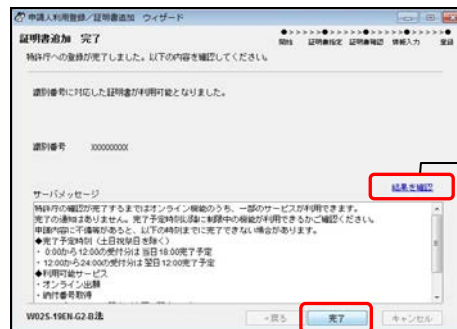 申請人利用登録/証明書追加 ウィザード
証明書追加 完了
開始 証明書指定 証明書確認 情報入力 登録
特許庁への登録が完了しました。以下の内容を確認してください。
識別番号に対応した証明書が利用可能となりました。
識別番号 XXXXXXXXX
結果を確認
サーバメッセージ
特許庁の確認が完了するまではオンライン機能のうち、一部のサービスが利用できます。
完了の通知はありません。完了予定時刻以降に制限中の機能が利用できるかご確認ください。
申請内容に不備等があると、以下の時刻までに完了できない場合があります。
◆完了予定時刻(土日祝祭日を除く)
・0:00から12:00の受付分は当日18:00完了予定
・12:00から24:00の受付分は翌日12:00完了予定
◆利用可能サービス
・オンライン出願
・納付番号取得
W02S-19EN-G2-B法
<戻る 完了 キャンセル